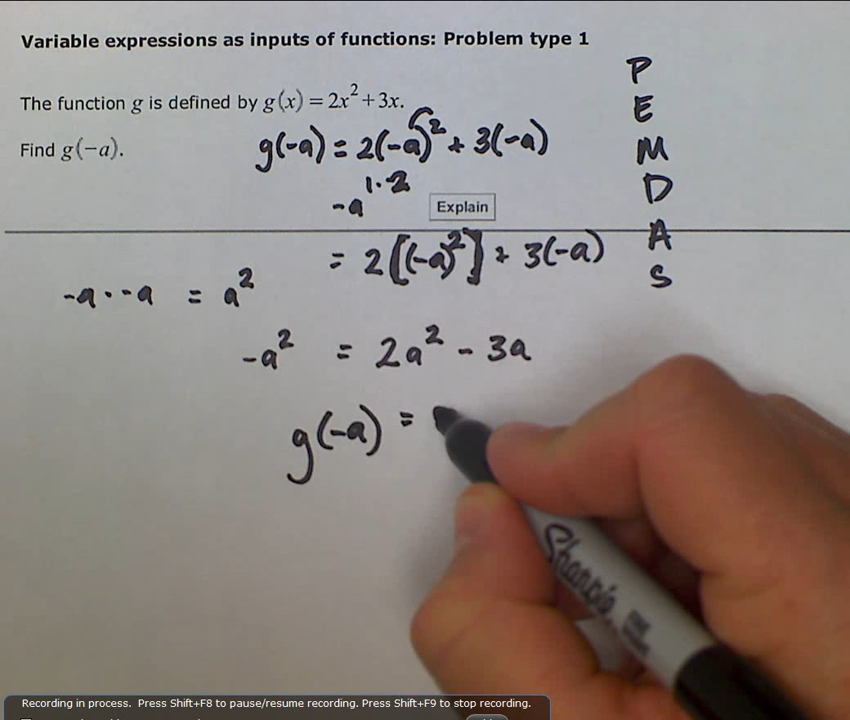 Variable expressions as inputs of functions: Problem type 1
The function g is defined by g(x) = 2x² + 3x.
Find g(−a).
g(-a) = 2(-a)² + 3(-a)
-a¹·²
Explain
= 2[(-a)²] + 3(-a)
-a · -a = a²
-a² = 2a² - 3a
g(-a) =
P
E
M
D
A
S
Sharpie
Recording in process. Press Shift+F8 to pause/resume recording. Press Shift+F9 to stop recording.